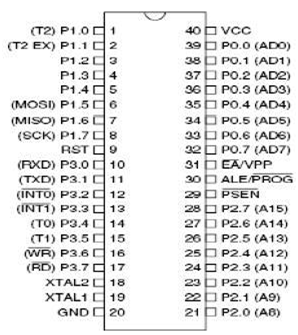 (T2) P1.0 1 40 VCC
(T2 EX) P1.1 2 39 P0.0 (AD0)
P1.2 3 38 P0.1 (AD1)
P1.3 4 37 P0.2 (AD2)
P1.4 5 36 P0.3 (AD3)
(MOSI) P1.5 6 35 P0.4 (AD4)
(MISO) P1.6 7 34 P0.5 (AD5)
(SCK) P1.7 8 33 P0.6 (AD6)
RST 9 32 P0.7 (AD7)
(RXD) P3.0 10 31 E̅A̅/VPP
(TXD) P3.1 11 30 ALE/P̅R̅O̅G̅
(I̅N̅T̅0̅) P3.2 12 29 P̅S̅E̅N̅
(I̅N̅T̅1̅) P3.3 13 28 P2.7 (A15)
(T0) P3.4 14 27 P2.6 (A14)
(T1) P3.5 15 26 P2.5 (A13)
(W̅R̅) P3.6 16 25 P2.4 (A12)
(R̅D̅) P3.7 17 24 P2.3 (A11)
XTAL2 18 23 P2.2 (A10)
XTAL1 19 22 P2.1 (A9)
GND 20 21 P2.0 (A8)